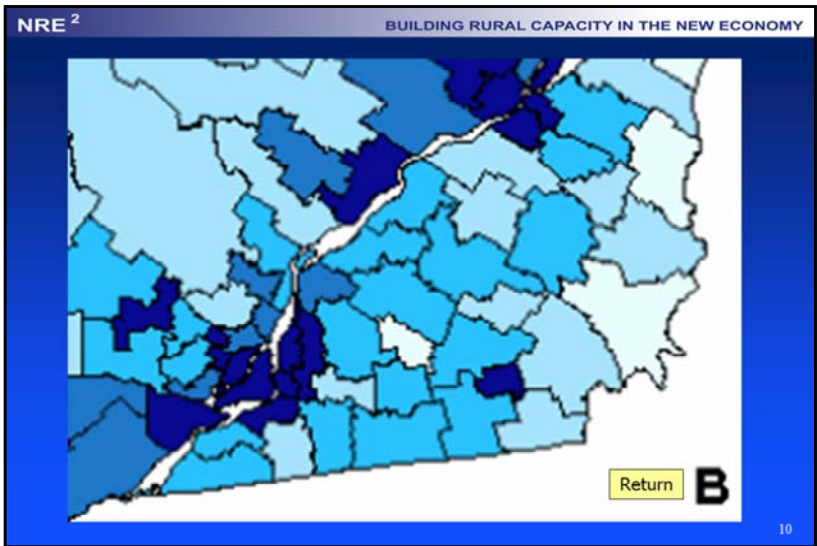 NRE ²
BUILDING RURAL CAPACITY IN THE NEW ECONOMY
Return
B
10